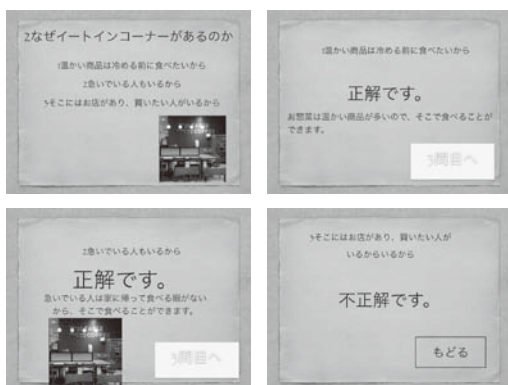 2なぜイートインコーナーがあるのか
1温かい商品は冷める前に食べたいから
2急いでいる人もいるから
3そこにはお店があり、買いたい人がいるから
1温かい商品は冷める前に食べたいから
正解です。
お惣菜は温かい商品が多いので、そこで食べることが
できます。
3問目へ
2急いでいる人もいるから
正解です。
急いでいる人は家に帰って食べる暇がない
から、そこで食べることができます。
3問目へ
3そこにはお店があり、買いたい人が
いるからいるから
不正解です。
もどる